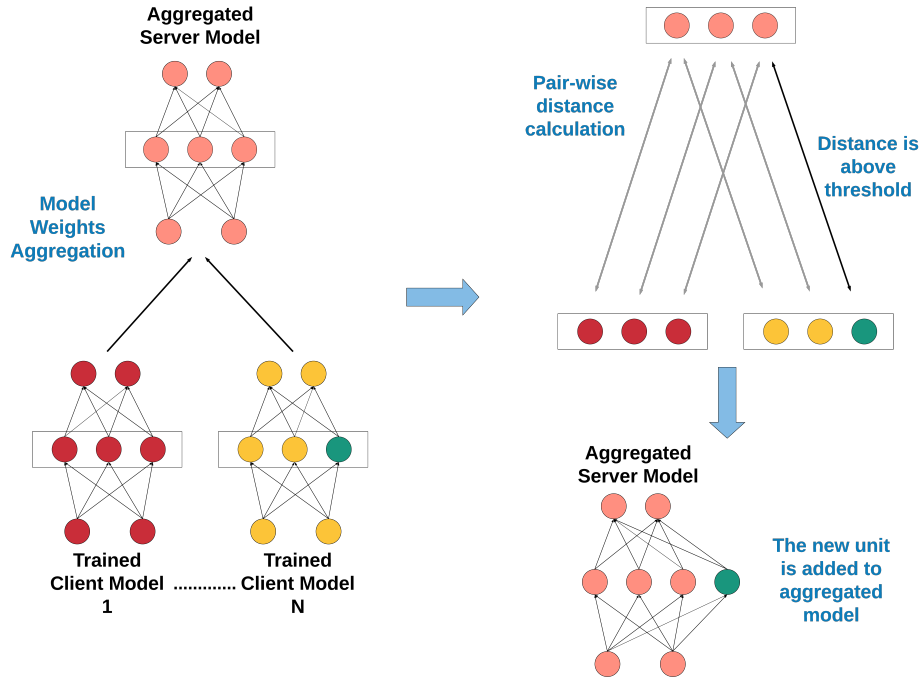 Aggregated
Server Model
Model
Weights
Aggregation
Trained
Client Model
1
.............
Trained
Client Model
N
Pair-wise
distance
calculation
Distance is
above
threshold
Aggregated
Server Model
The new unit
is added to
aggregated
model